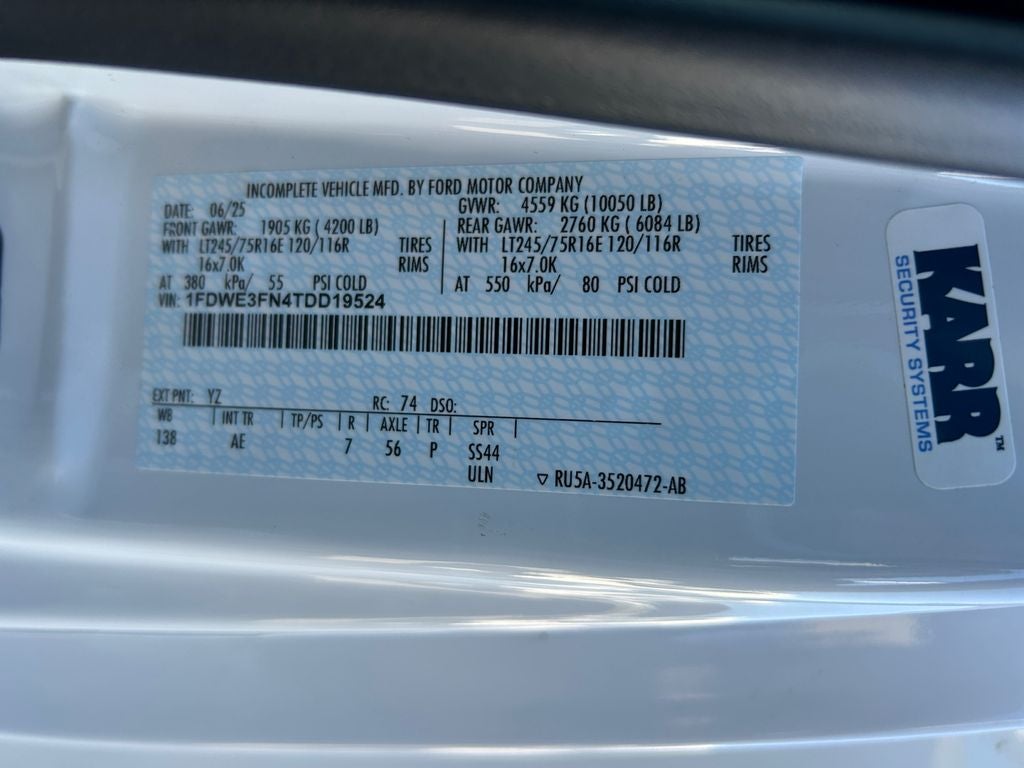 INCOMPLETE VEHICLE MFD. BY FORD MOTOR COMPANY
DATE: 06/25 GVWR: 4559 KG (10050 LB)
FRONT GAWR: 1905 KG ( 4200 LB) REAR GAWR: 2760 KG ( 6084 LB)
WITH LT245/75R16E 120/116R TIRES WITH LT245/75R16E 120/116R TIRES
16x7.0K RIMS 16x7.0K RIMS
AT 380 kPa/ 55 PSI COLD AT 550 kPa/ 80 PSI COLD
VIN: 1FDWE3FN4TDD19524
EXT PNT: YZ RC: 74 DSO:
WB | INT TR | TP/PS | R | AXLE | TR | SPR |
138 AE 7 56 P SS44
ULN ▽ RU5A-3520472-AB
KARR™
SECURITY SYSTEMS